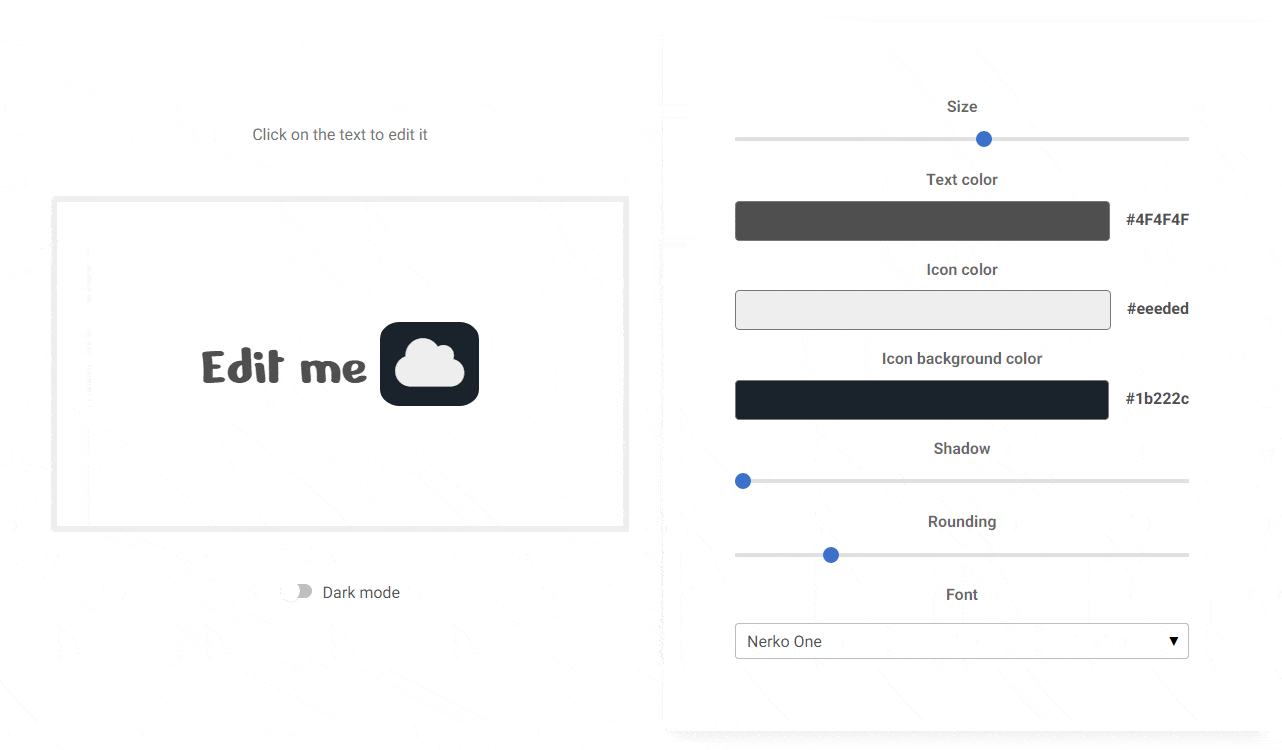 Click on the text to edit it
Edit me
Dark mode
Size
Text color
#4F4F4F
Icon color
#eeeded
Icon background color
#1b222c
Shadow
Rounding
Font
Nerko One